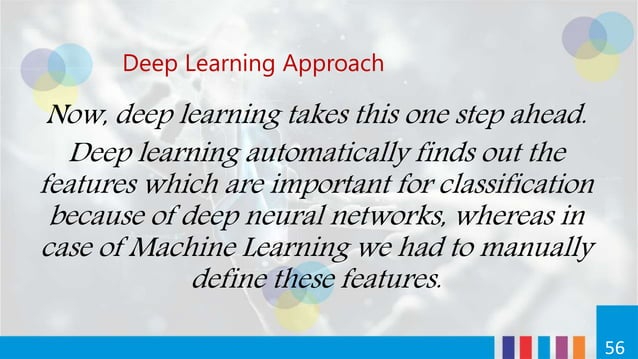 Deep Learning Approach
Now, deep learning takes this one step ahead.
Deep learning automatically finds out the
features which are important for classification
because of deep neural networks, whereas in
case of Machine Learning we had to manually
define these features.
56